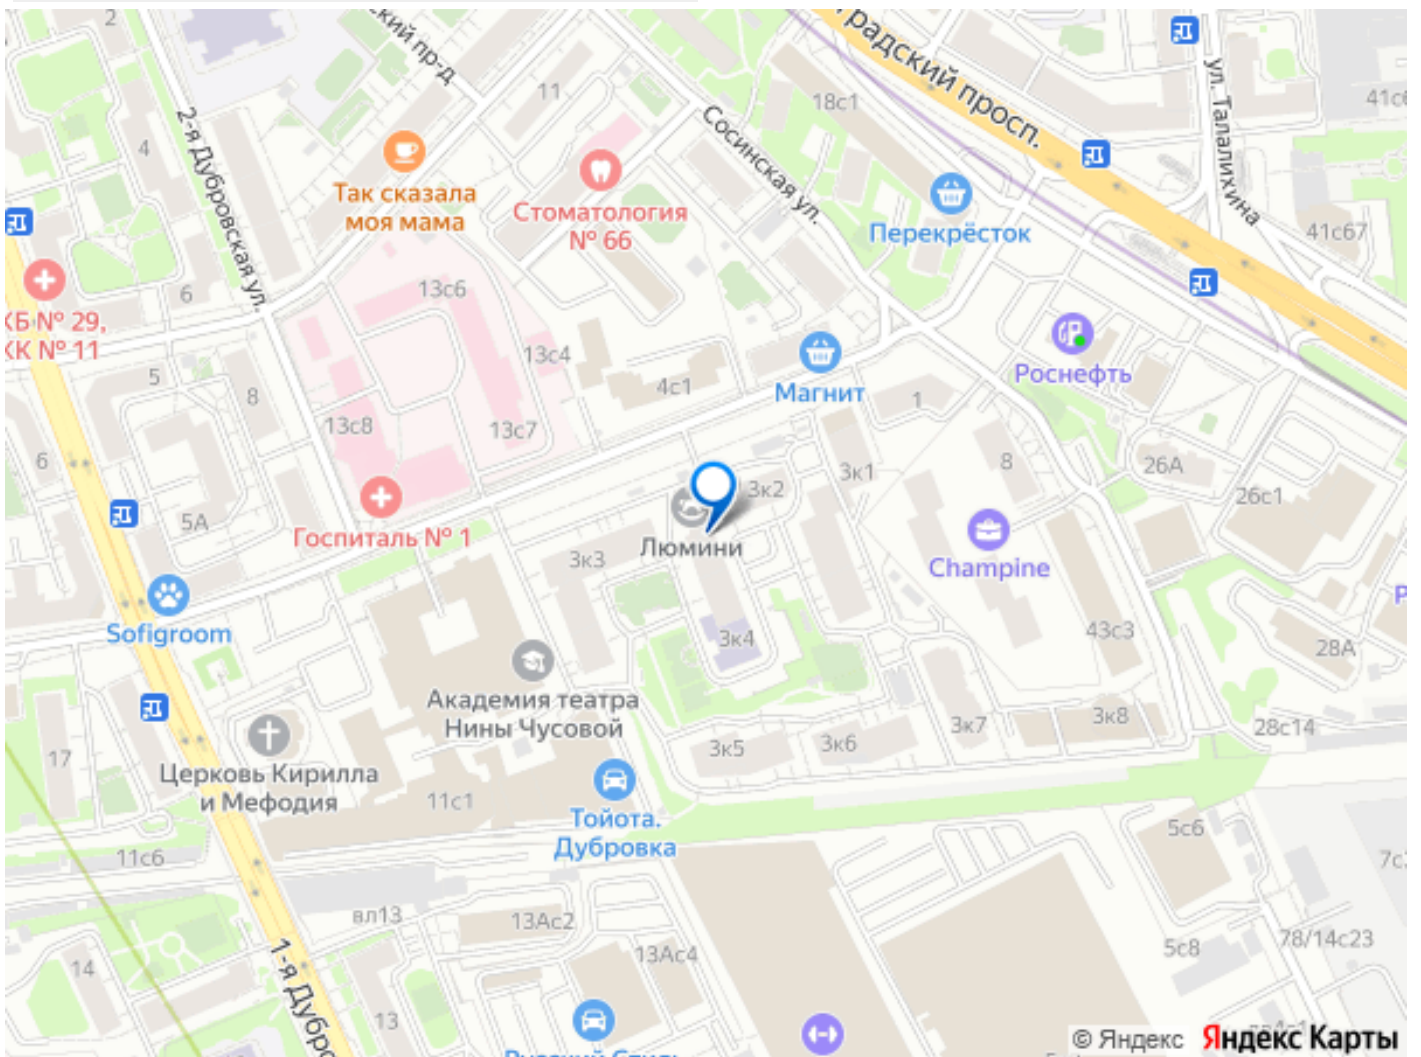 2
2-я Дубровская ул.
ский пр-д
11
18с1
градский просп.
ул. Талалихина
41с6
4
Так сказала
моя мама
Стоматология
№ 66
Сосинская ул.
Перекрёсток
41с67
6
13с6
КБ № 29,
КК № 11
13с4
Магнит
Роснефть
5
8
4с1
1
13с8
13с7
6
3к1
8
26А
26с1
3к2
5А
Госпиталь № 1
3к3
Люмини
Champine
Sofigroom
3к4
43с3
28А
Академия театра
Нины Чусовой
3к7
3к8
28с14
17
3к5
3к6
Церковь Кирилла
и Мефодия
11с1
Тойота.
Дубровка
5с6
11с6
7с
вл13
13Ас2
13Ас4
5с8
78/14с23
14
1-я Дубро
13
© Яндекс
Яндекс Карты